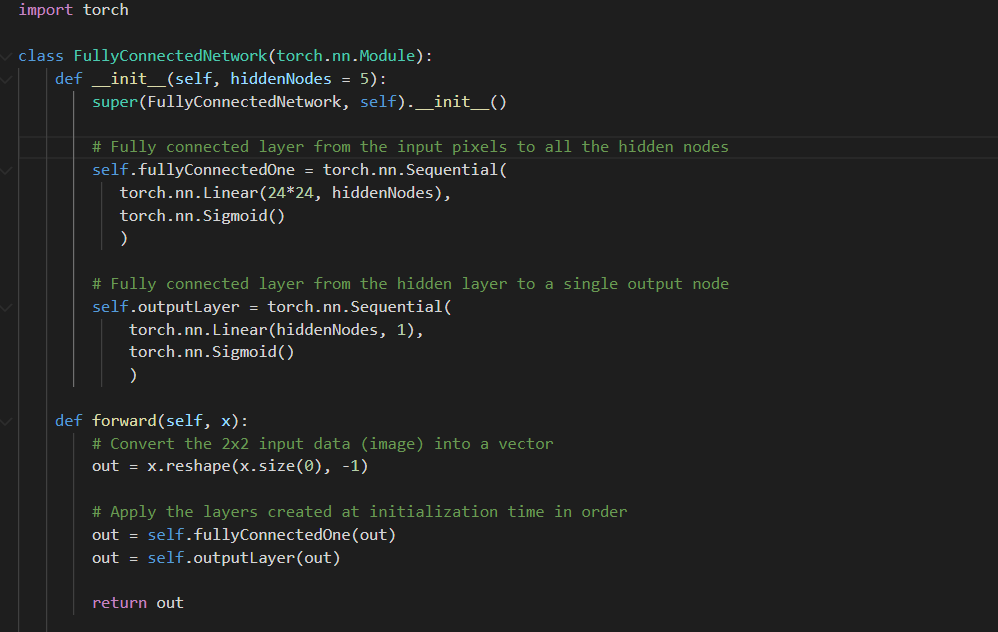 import torch
class FullyConnectedNetwork(torch.nn.Module):
def __init__(self, hiddenNodes = 5):
super(FullyConnectedNetwork, self).__init__()
# Fully connected layer from the input pixels to all the hidden nodes
self.fullyConnectedOne = torch.nn.Sequential(
torch.nn.Linear(24*24, hiddenNodes),
torch.nn.Sigmoid()
)
# Fully connected layer from the hidden layer to a single output node
self.outputLayer = torch.nn.Sequential(
torch.nn.Linear(hiddenNodes, 1),
torch.nn.Sigmoid()
)
def forward(self, x):
# Convert the 2x2 input data (image) into a vector
out = x.reshape(x.size(0), -1)
# Apply the layers created at initialization time in order
out = self.fullyConnectedOne(out)
out = self.outputLayer(out)
return out